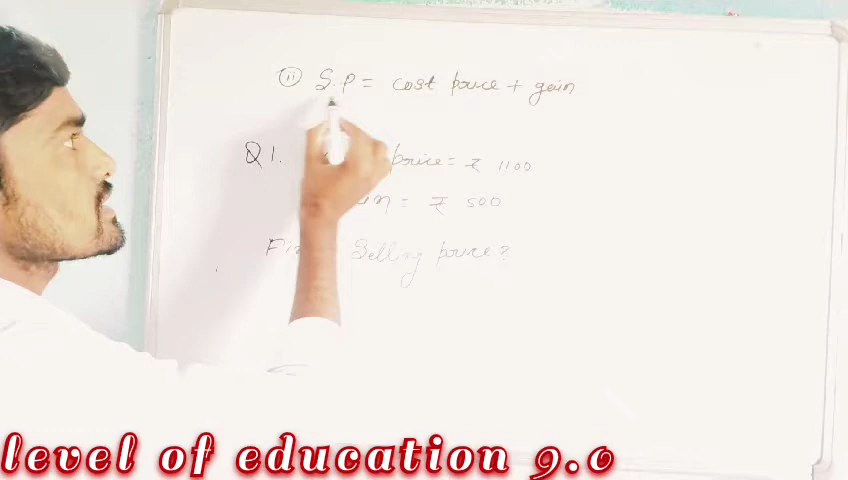 (ii) S.P = cost price + gain
Q1. price = ₹ 1100
= ₹ 500
Selling price?
level of education 9.0